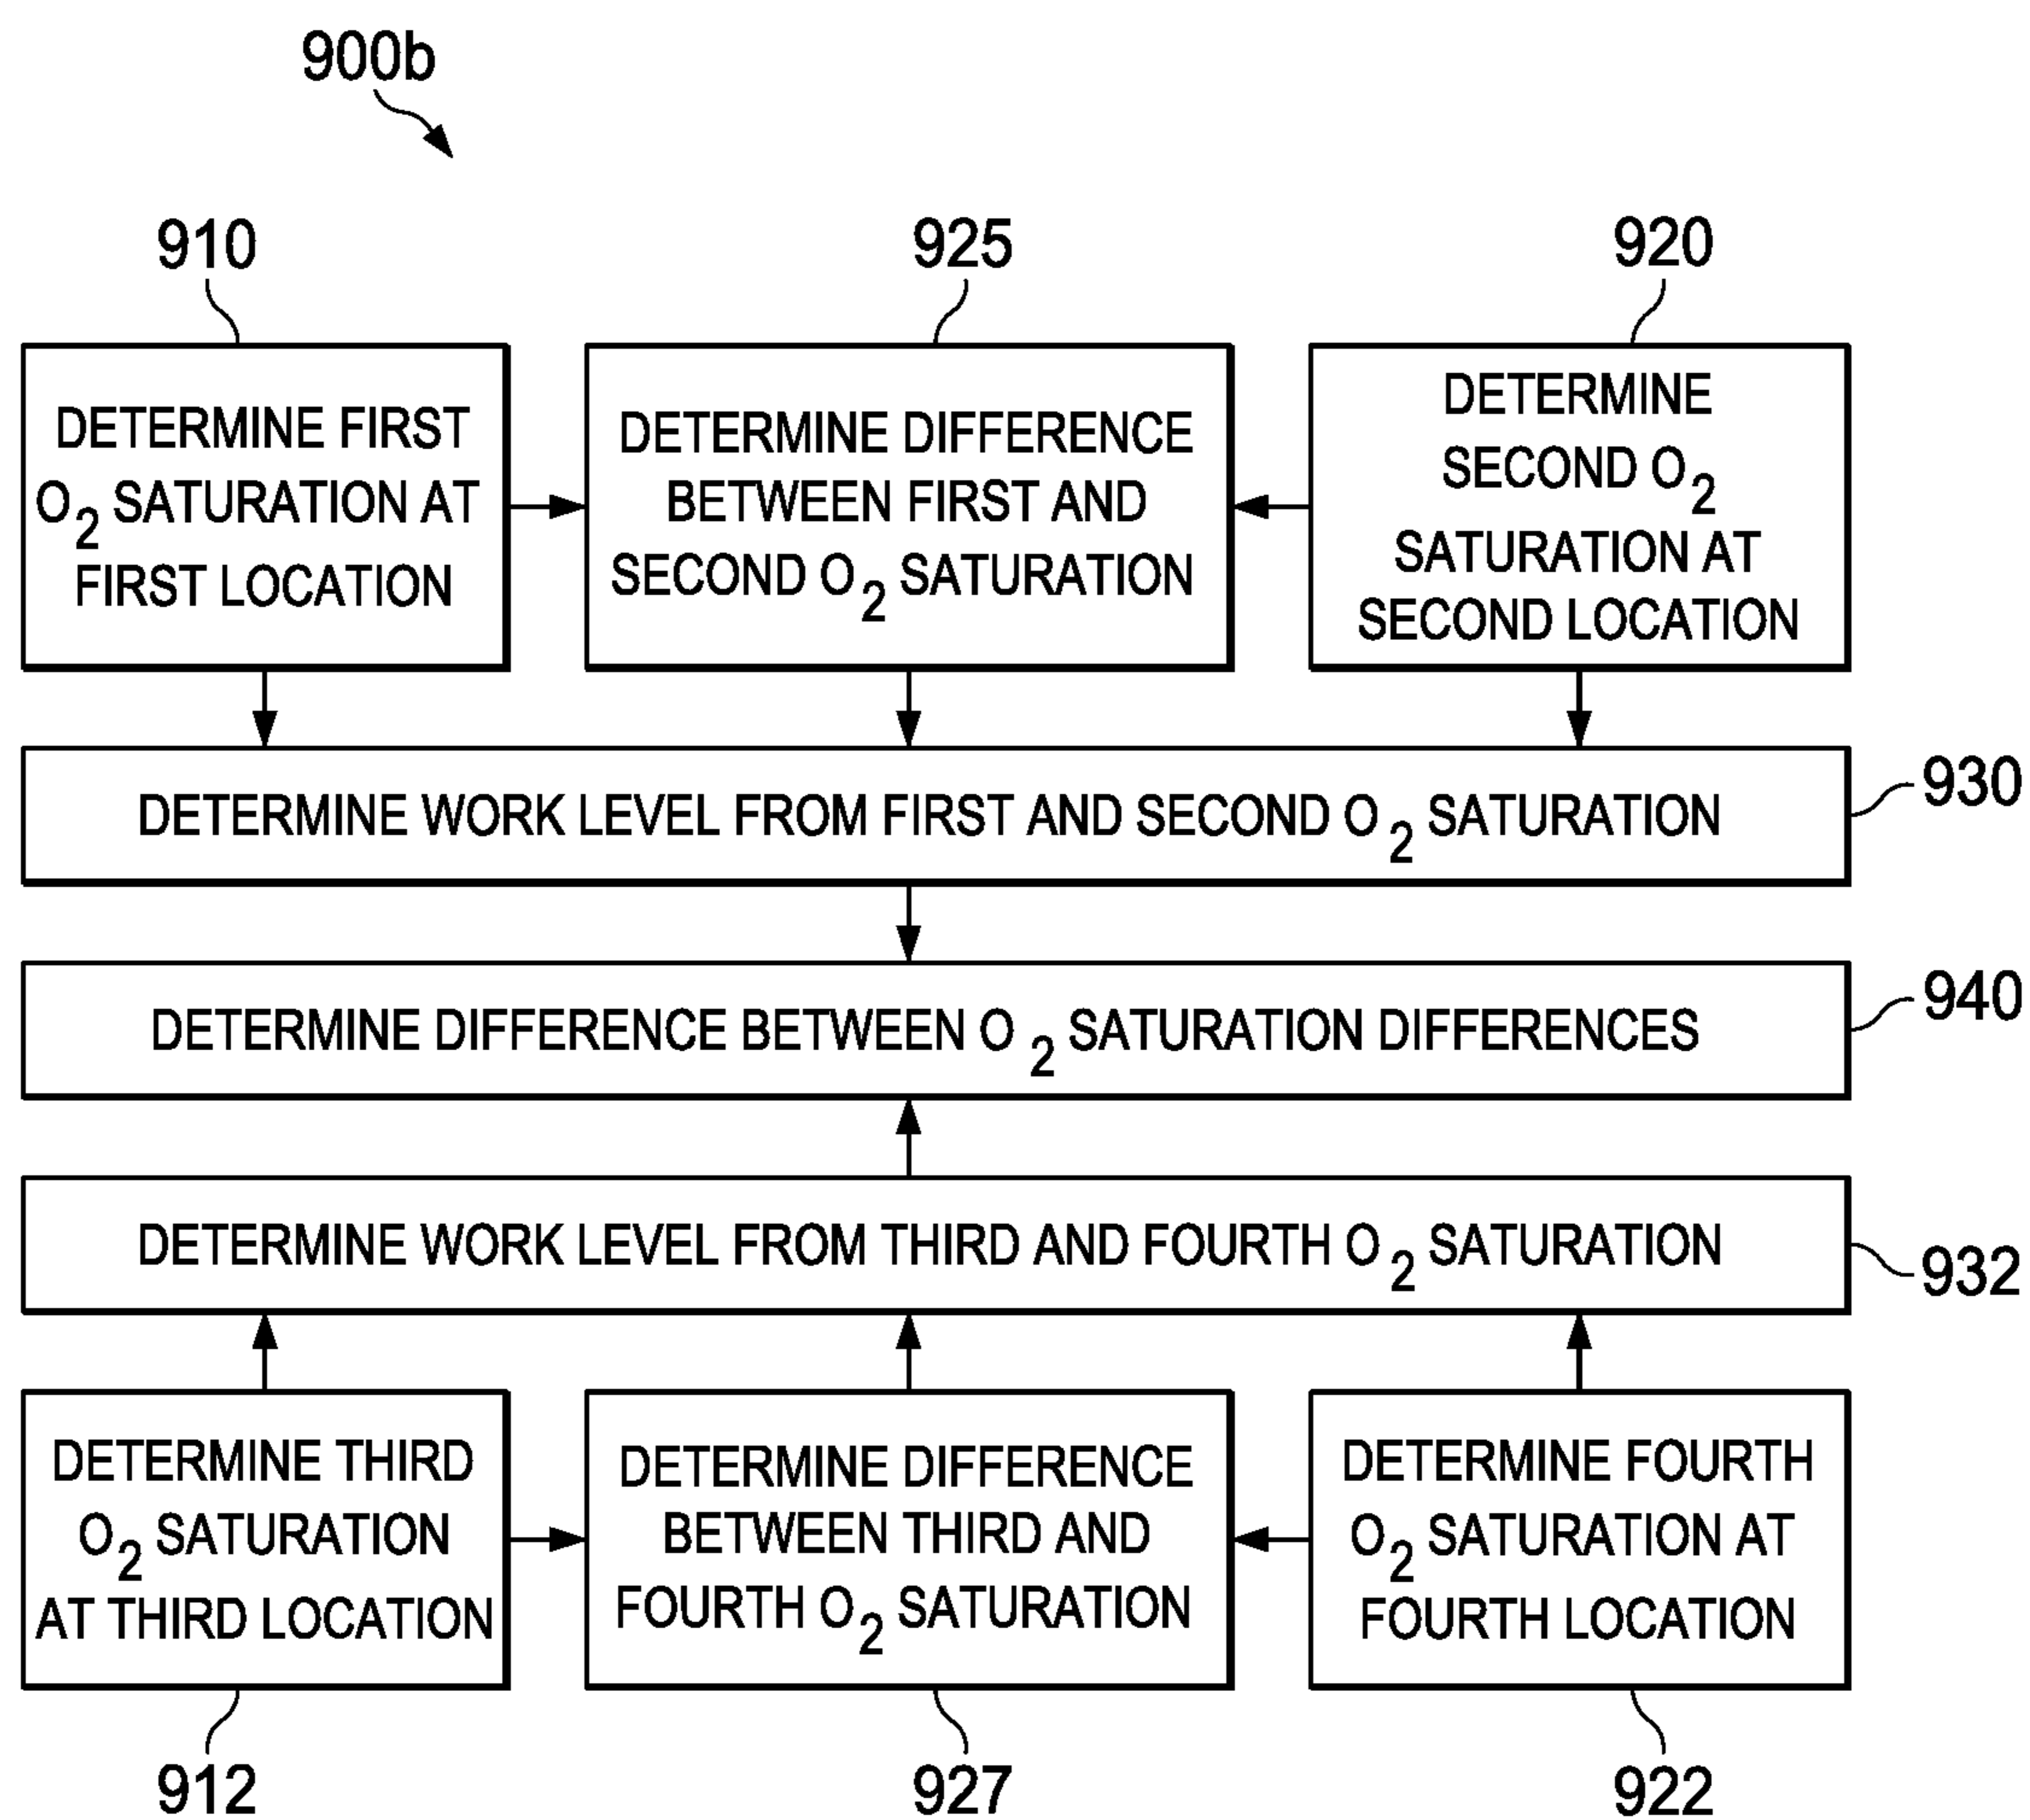 900b
910
925
920
DETERMINE FIRST
O2 SATURATION AT
FIRST LOCATION
DETERMINE DIFFERENCE
BETWEEN FIRST AND
SECOND O2 SATURATION
DETERMINE
SECOND O2
SATURATION AT
SECOND LOCATION
DETERMINE WORK LEVEL FROM FIRST AND SECOND O2 SATURATION
930
DETERMINE DIFFERENCE BETWEEN O2 SATURATION DIFFERENCES
940
DETERMINE WORK LEVEL FROM THIRD AND FOURTH O2 SATURATION
932
DETERMINE THIRD
O2 SATURATION
AT THIRD LOCATION
DETERMINE DIFFERENCE
BETWEEN THIRD AND
FOURTH O2 SATURATION
DETERMINE FOURTH
O2 SATURATION AT
FOURTH LOCATION
912
927
922